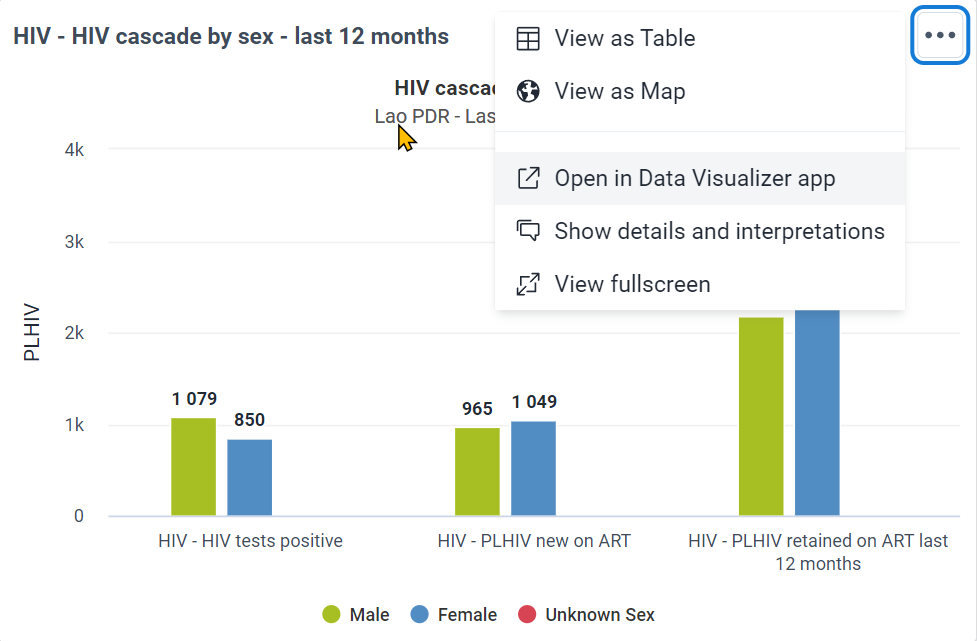 HIV - HIV cascade by sex - last 12 months
View as Table
View as Map
Open in Data Visualizer app
Show details and interpretations
View fullscreen
HIV
Lao PDR -
4k
3k
2k
1k
0
PLHIV
1 079
850
965
1 049
HIV - HIV tests positive
HIV - PLHIV new on ART
HIV - PLHIV retained on ART last
12 months
Male
Female
Unknown Sex